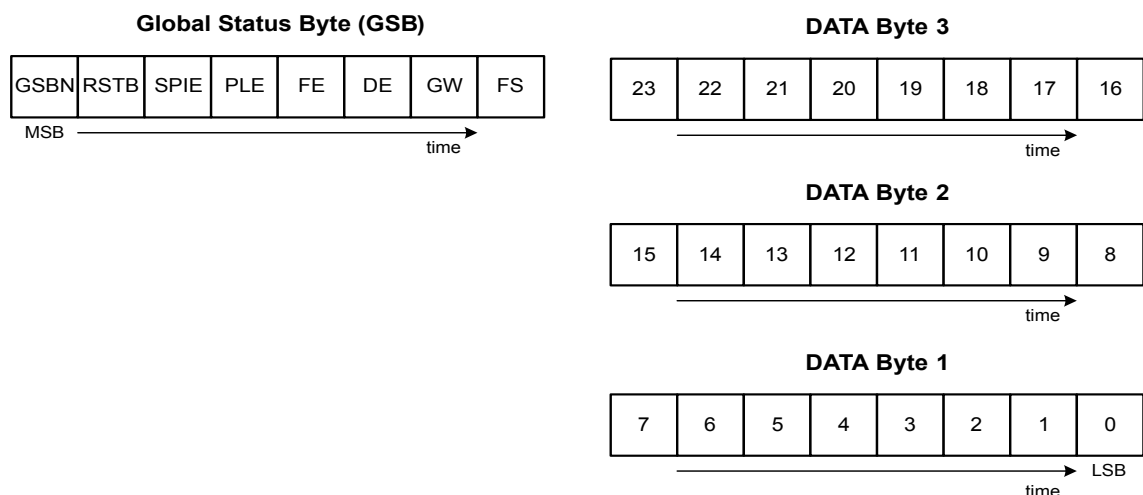 Global Status Byte (GSB)
GSBN RSTB SPIE PLE FE DE GW FS
MSB
time
DATA Byte 3
23 22 21 20 19 18 17 16
time
DATA Byte 2
15 14 13 12 11 10 9 8
time
DATA Byte 1
7 6 5 4 3 2 1 0
LSB
time